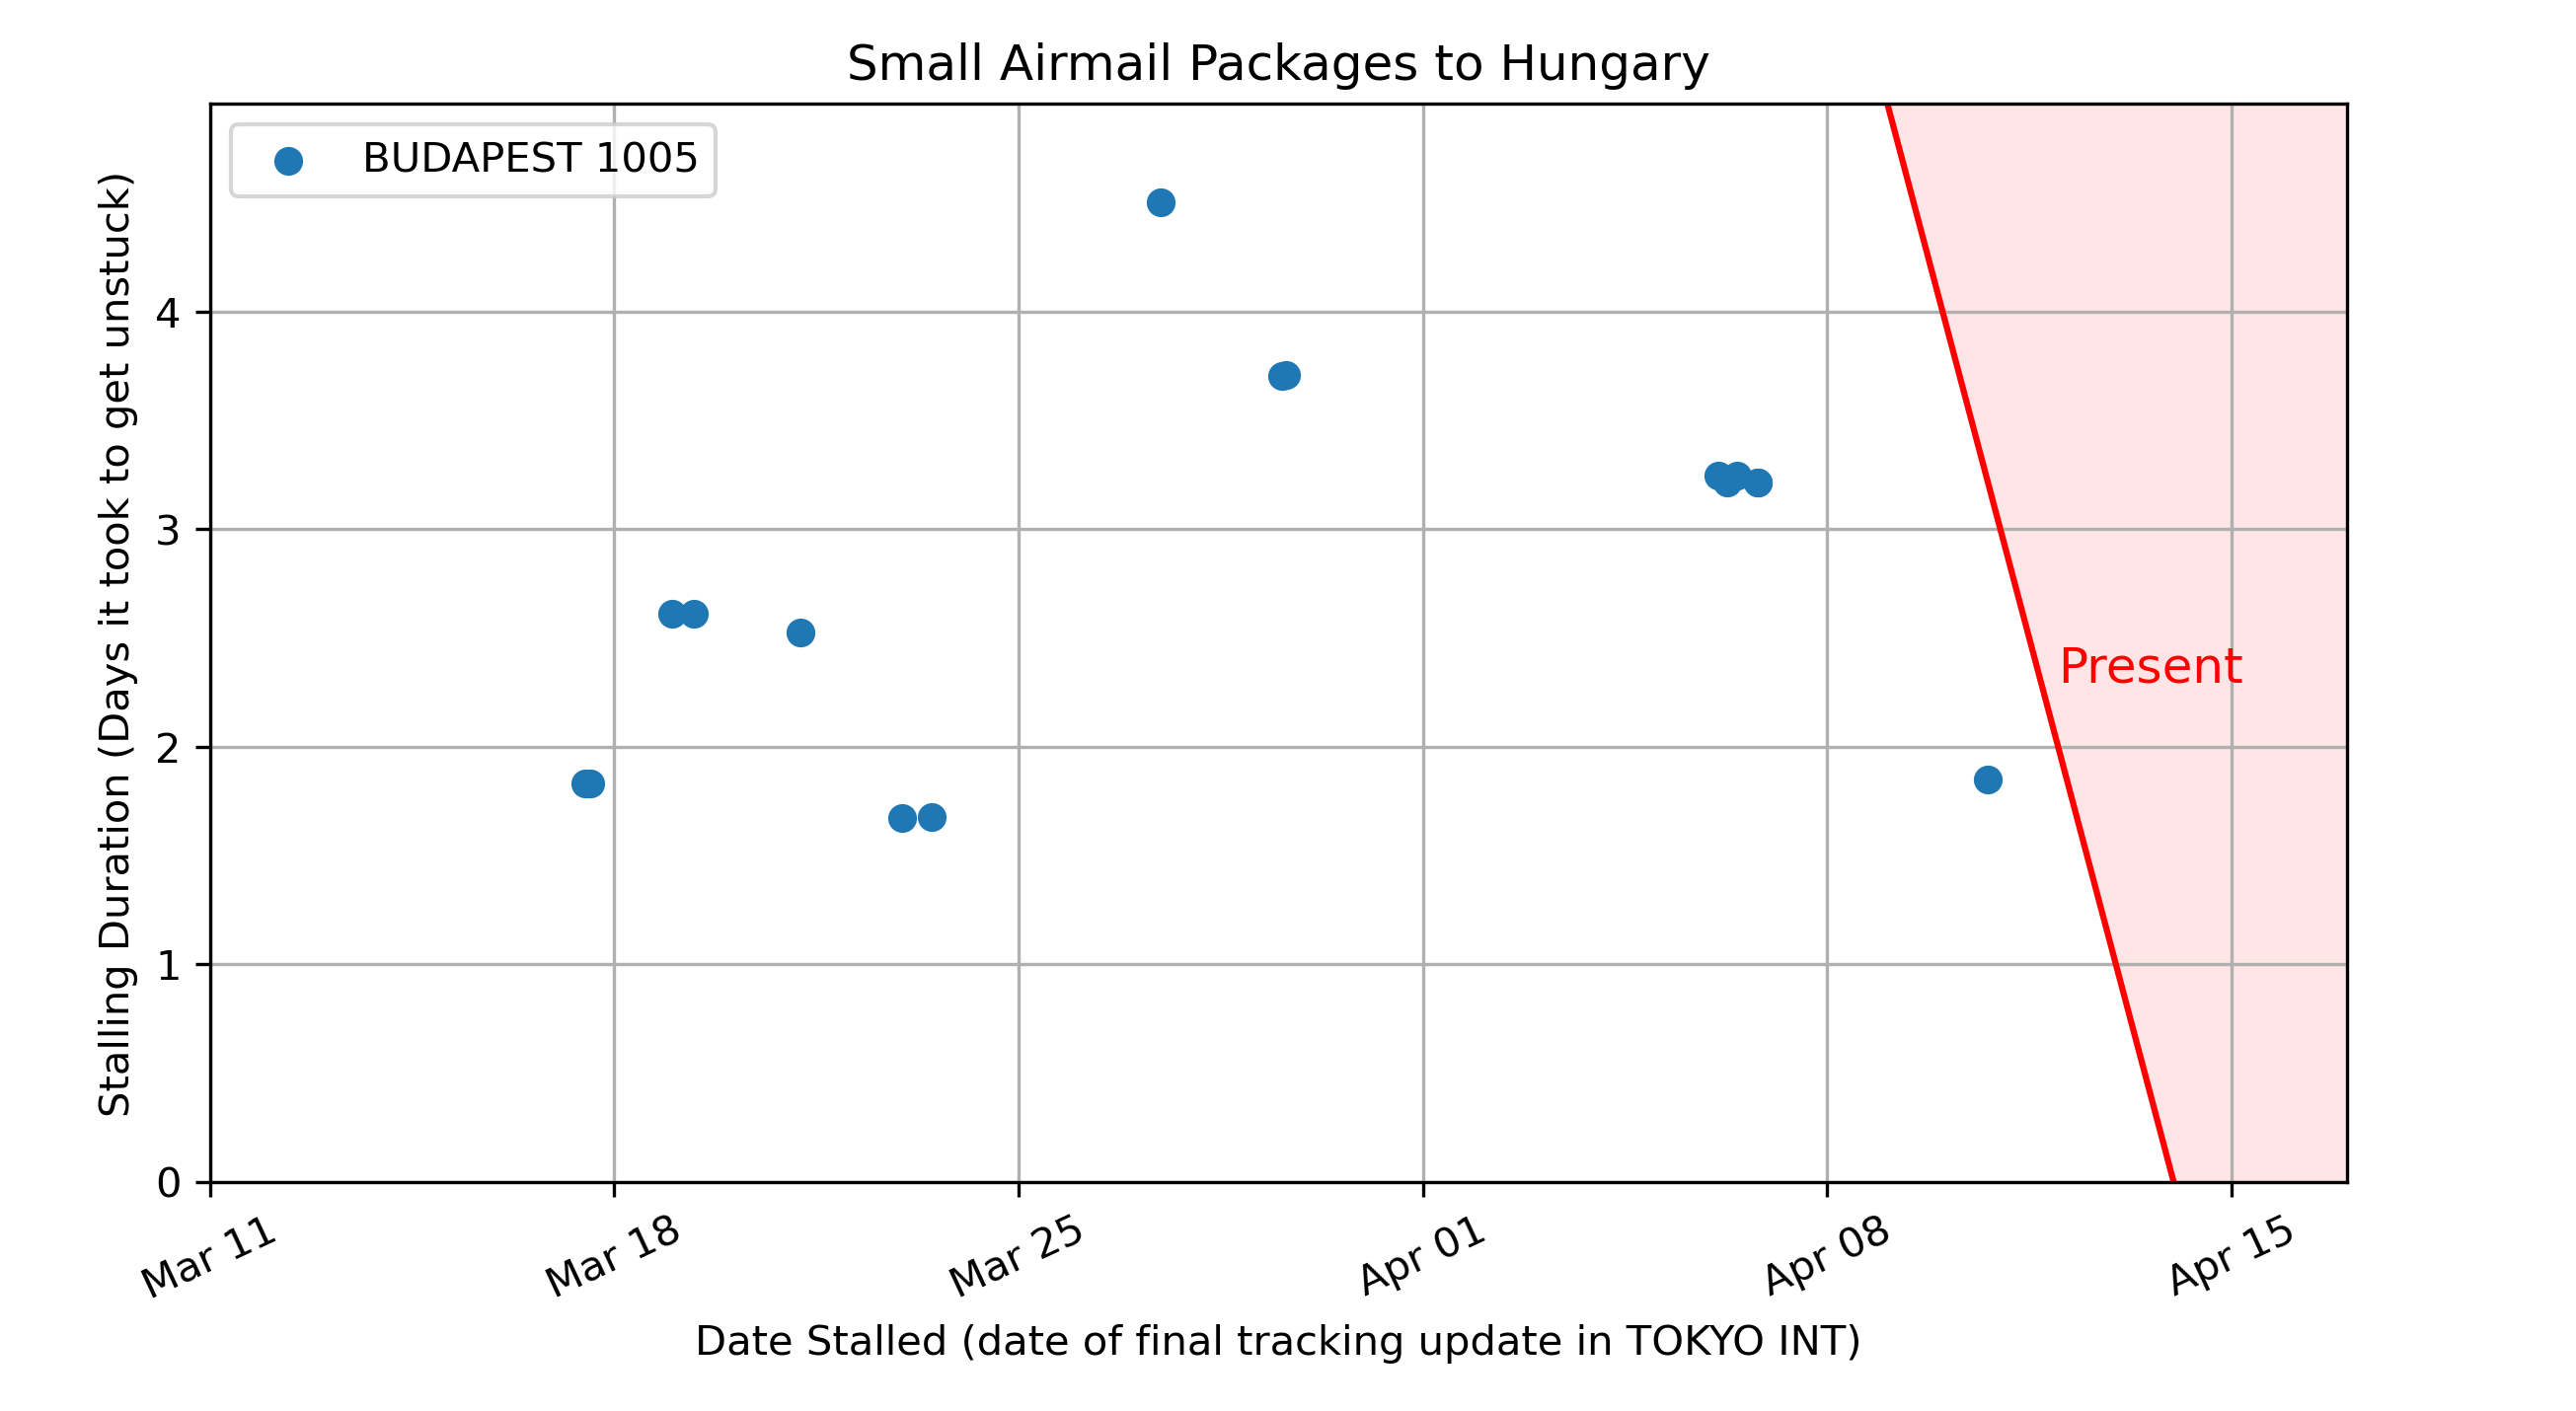 Small Airmail Packages to Hungary
BUDAPEST 1005
Stalling Duration (Days it took to get unstuck)
4
3
2
1
0
Present
Mar 11
Mar 18
Mar 25
Apr 01
Apr 08
Apr 15
Date Stalled (date of final tracking update in TOKYO INT)